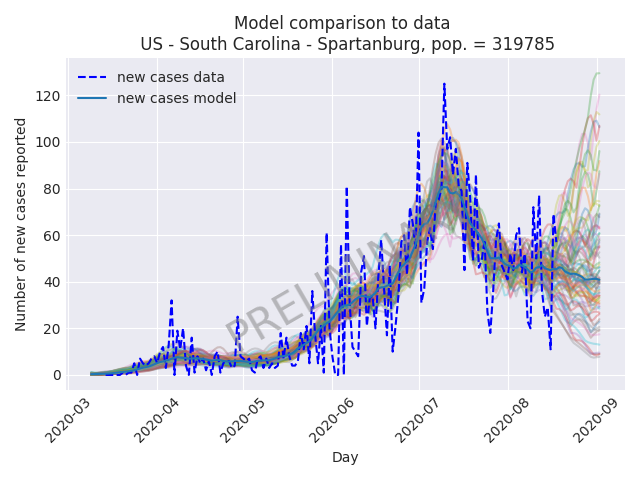 Model comparison to data
US - South Carolina - Spartanburg, pop. = 319785
new cases data
new cases model
PRELIMINARY
Number of new cases reported
120
100
80
60
40
20
0
2020-03
2020-04
2020-05
2020-06
2020-07
2020-08
2020-09
Day